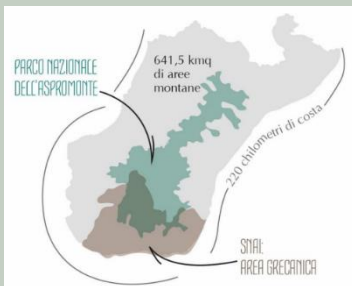 PARCO NAZIONALE
DELL'ASPROMONTE
641,5 kmq
di aree
montane
220 chilometri di costa
SNAI:
AREA GRECANICA